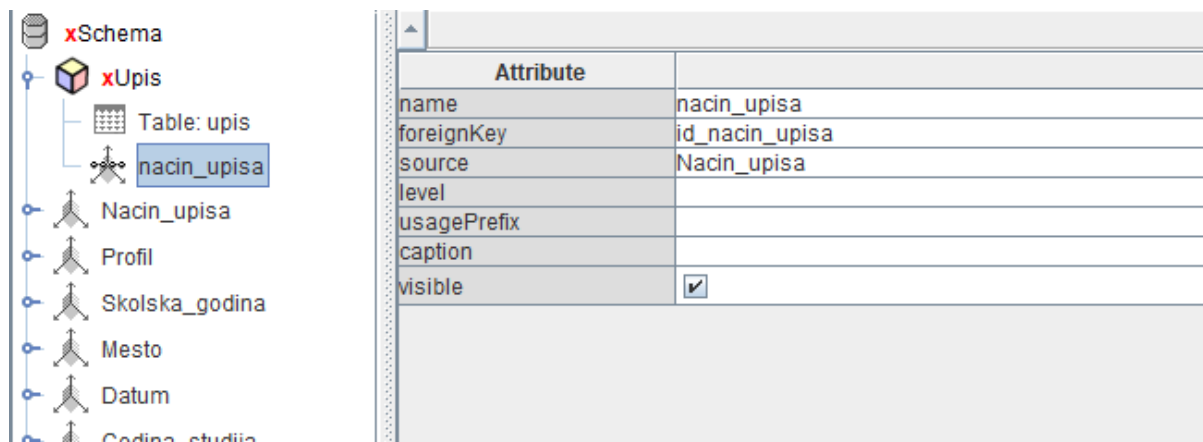 xSchema
xUpis
Table: upis
nacin_upisa
Nacin_upisa
Profil
Skolska_godina
Mesto
Datum
Godina_studija
Attribute
name nacin_upisa
foreignKey id_nacin_upisa
source Nacin_upisa
level
usagePrefix
caption
visible